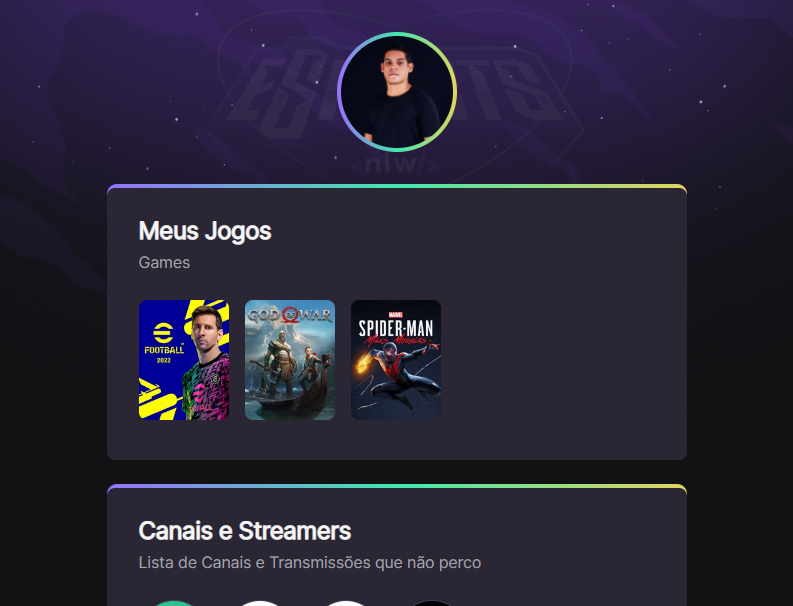 ESPORTS
<nlw/>
Meus Jogos
Games
FOOTBALL
2022
GOD OF WAR
MARVEL
SPIDER-MAN
MILES MORALES
Canais e Streamers
Lista de Canais e Transmissões que não perco